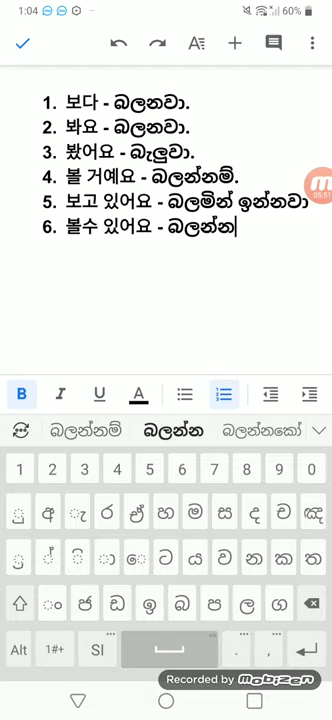 1:04 60%
1. 보다 - බලනවා.
2. 봐요 - බලනවා.
3. 봤어요 - බැලුවා.
4. 볼 거예요 - බලන්නම්.
5. 보고 있어요 - බලමින් ඉන්නවා
6. 볼수 있어요 - බලන්න
05:51
B I U A
බලන්නම් බලන්න බලන්නකෝ
1 2 3 4 5 6 7 8 9 0
ු අ ැ ර ඒ හ ම ස ද ච ඤ
ු ් ි ා ෙ ට ය ව න ක ත
ං ජ ඩ ඉ බ ප ල ග
Alt 1#+ SI . ,
Recorded by Mobizen